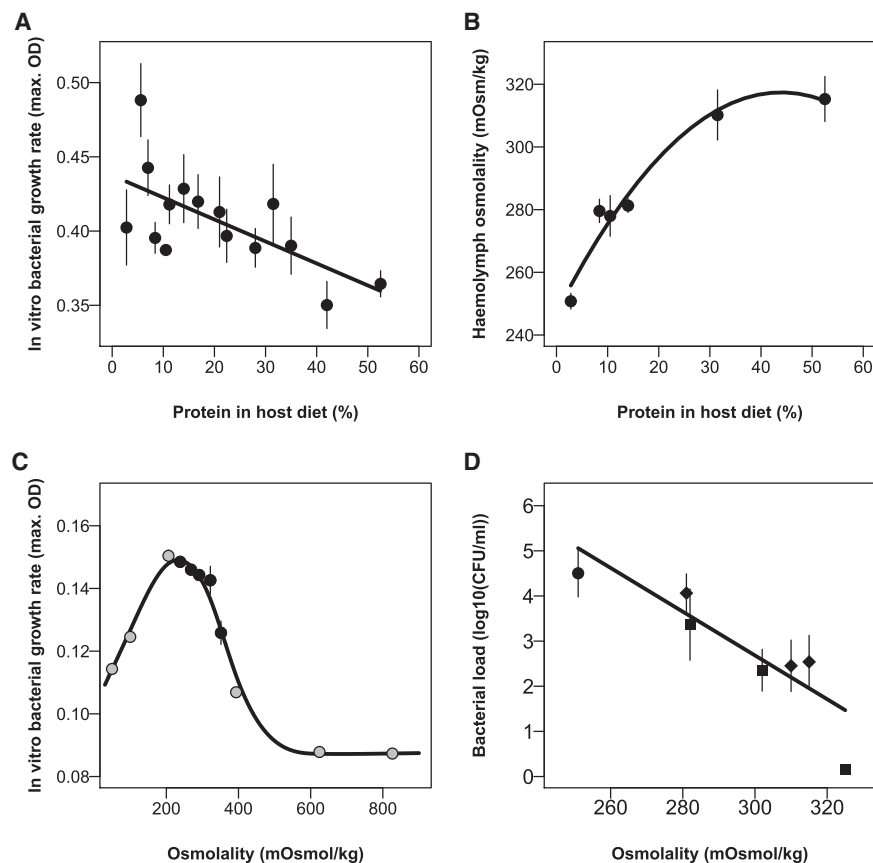 A
In vitro bacterial growth rate (max. OD)
0.50
0.45
0.40
0.35
0 10 20 30 40 50 60
Protein in host diet (%)
B
Haemolymph osmolality (mOsm/kg)
320
300
280
260
240
0 10 20 30 40 50 60
Protein in host diet (%)
C
In vitro bacterial growth rate (max. OD)
0.16
0.14
0.12
0.10
0.08
200 400 600 800
Osmolality (mOsmol/kg)
D
Bacterial load (log10(CFU/ml))
6
5
4
3
2
1
0
260 280 300 320
Osmolality (mOsmol/kg)